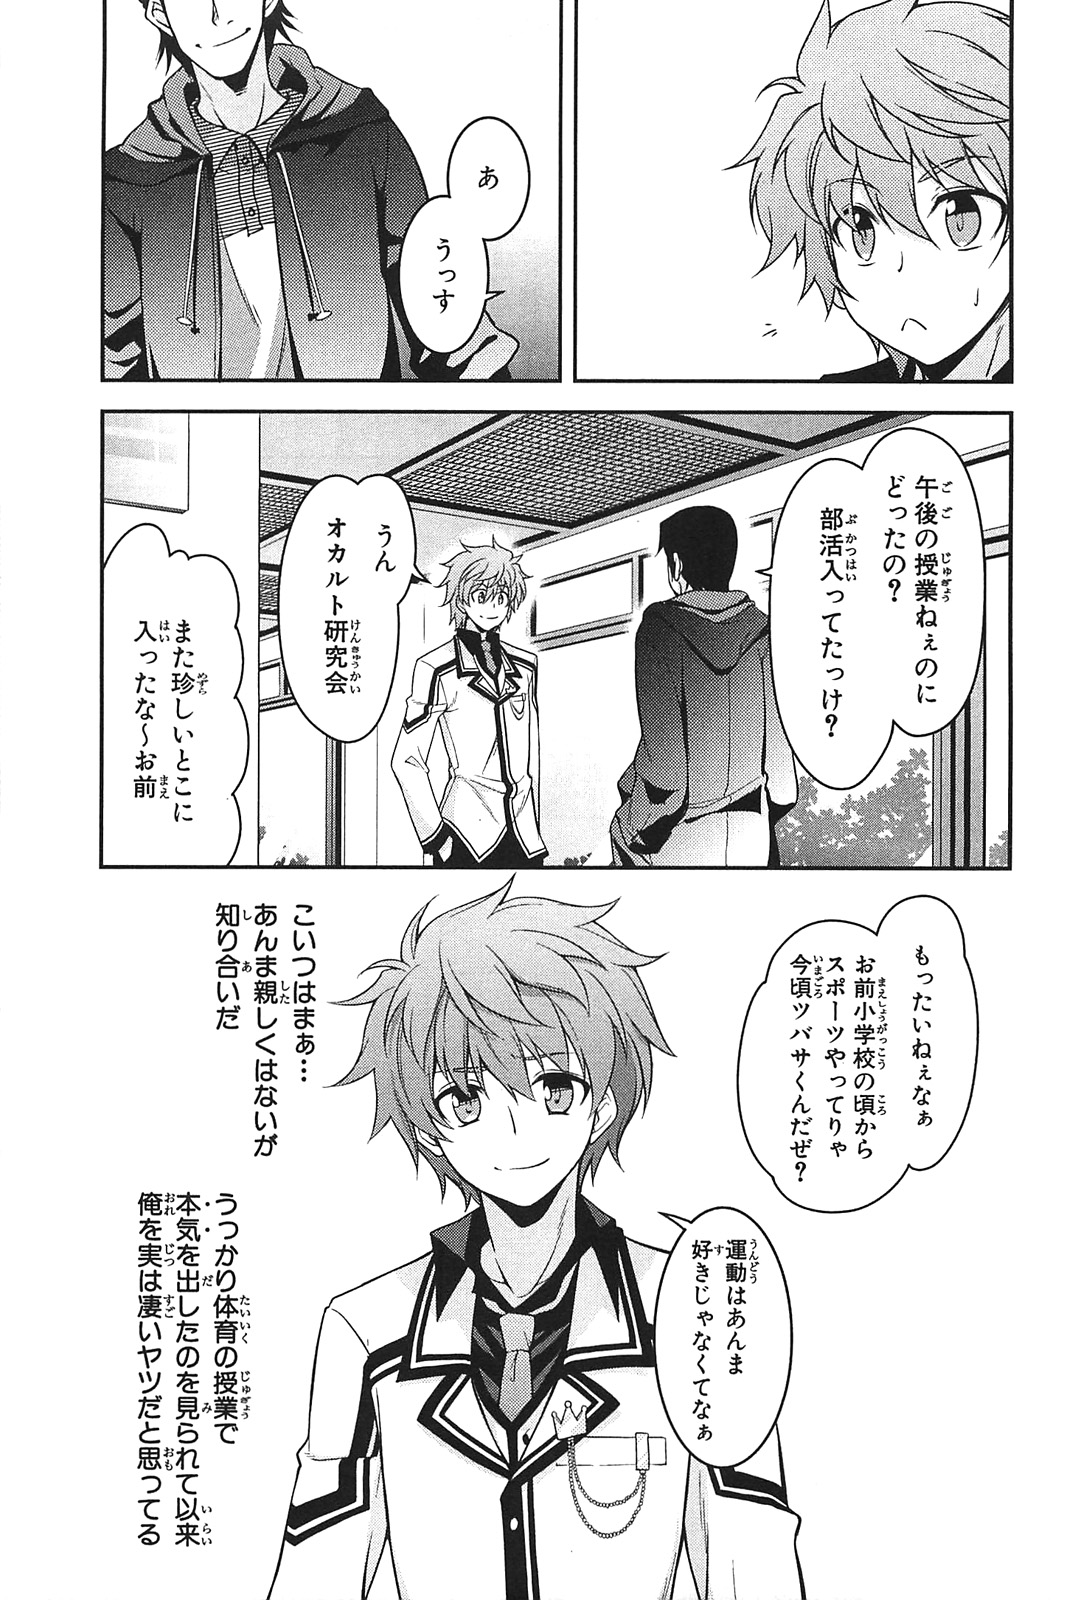 あ
うっす
午後の授業ねぇのに
どったの?
部活入ってたっけ?
うん
オカルト研究会
また珍しいとこに
入ったな～お前
もったいねぇなぁ
お前小学校の頃から
スポーツやってりゃ
今頃ツバサくんだぜ?
運動はあんま
好きじゃなくてなぁ
こいつはまぁ…
あんま親しくはないが
知り合いだ
うっかり体育の授業で
本気を出したのを見られて以来
俺を実は凄いヤツだと思ってる